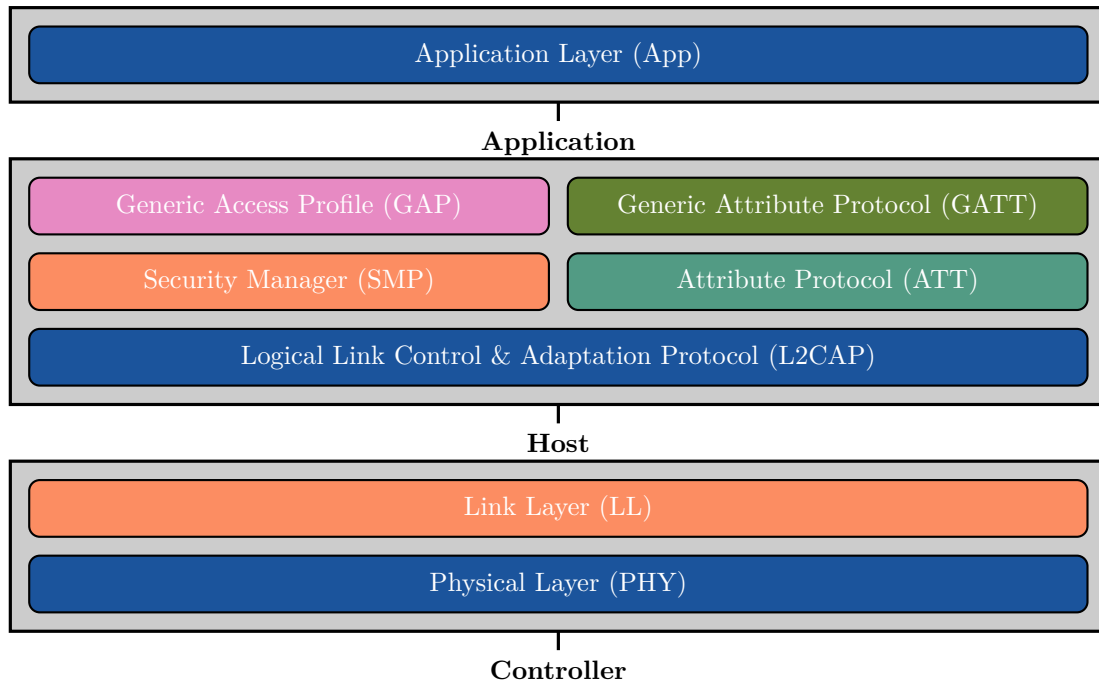 Application Layer (App)
Application
Generic Access Profile (GAP)
Generic Attribute Protocol (GATT)
Security Manager (SMP)
Attribute Protocol (ATT)
Logical Link Control & Adaptation Protocol (L2CAP)
Host
Link Layer (LL)
Physical Layer (PHY)
Controller